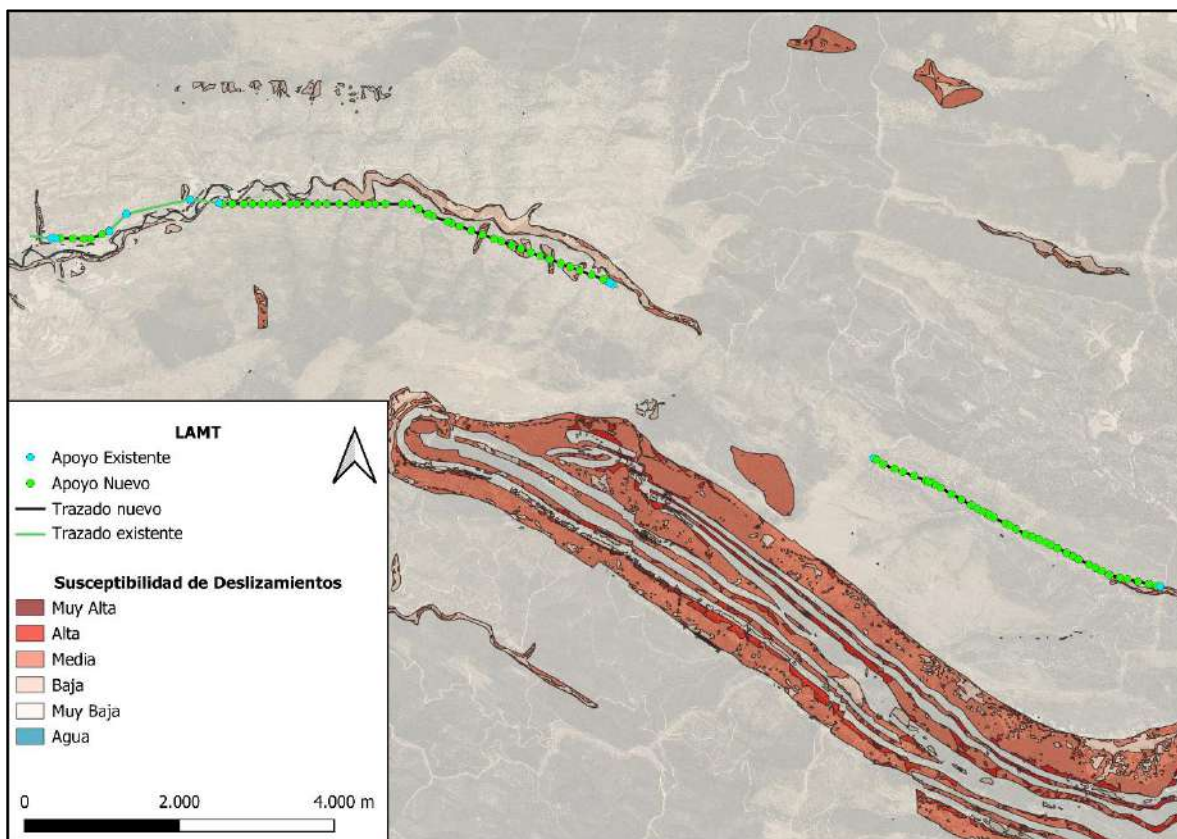 LAMT
Apoyo Existente
Apoyo Nuevo
Trazado nuevo
Trazado existente
Susceptibilidad de Deslizamientos
Muy Alta
Alta
Media
Baja
Muy Baja
Agua
0 2.000 4.000 m